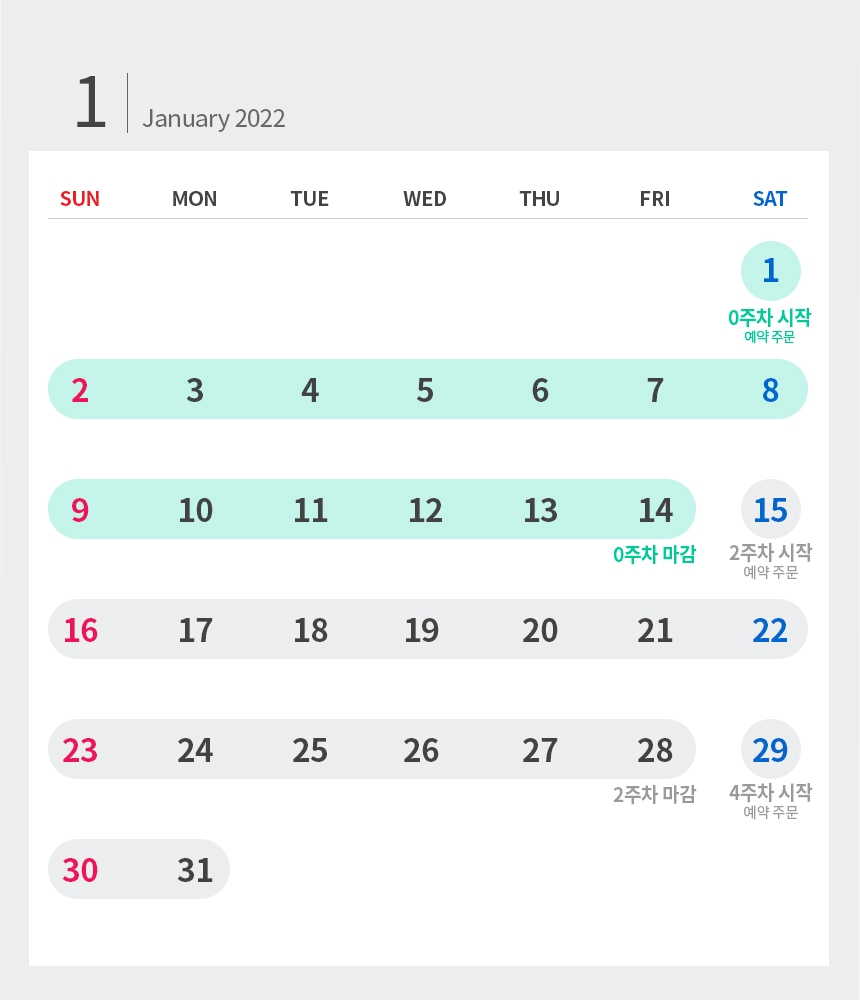 1
January 2022
SUN MON TUE WED THU FRI SAT
1
0주차 시작
예약 주문
2 3 4 5 6 7 8
9 10 11 12 13 14 15
0주차 마감 2주차 시작
예약 주문
16 17 18 19 20 21 22
23 24 25 26 27 28 29
2주차 마감 4주차 시작
예약 주문
30 31